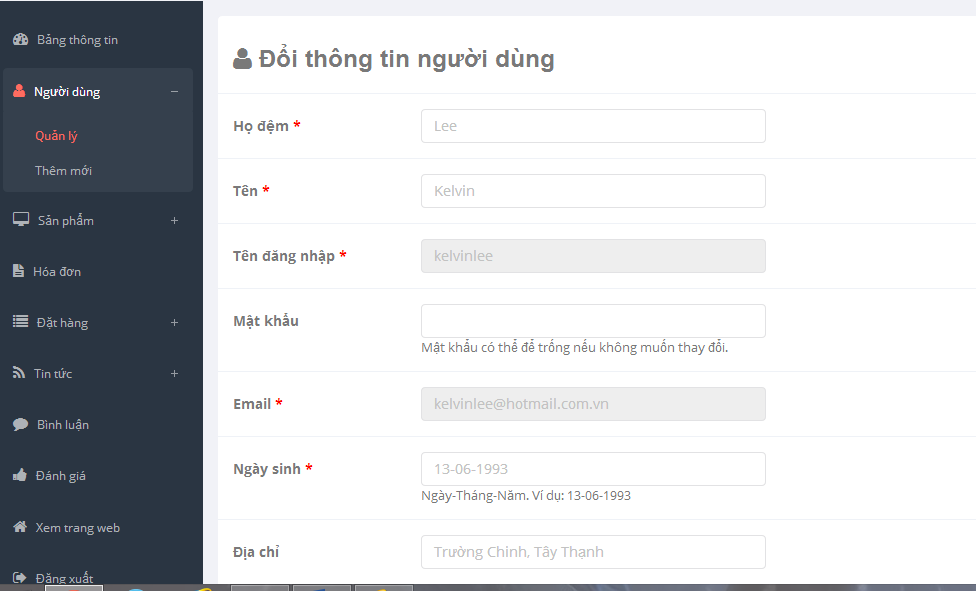 Bảng thông tin
Người dùng
Quản lý
Thêm mới
Sản phẩm
Hóa đơn
Đặt hàng
Tin tức
Bình luận
Đánh giá
Xem trang web
Đăng xuất
Đổi thông tin người dùng
Họ đệm *
Lee
Tên *
Kelvin
Tên đăng nhập *
kelvinlee
Mật khẩu
Mật khẩu có thể để trống nếu không muốn thay đổi.
Email *
kelvinlee@hotmail.com.vn
Ngày sinh *
13-06-1993
Ngày-Tháng-Năm. Ví dụ: 13-06-1993
Địa chỉ
Trường Chinh, Tây Thạnh